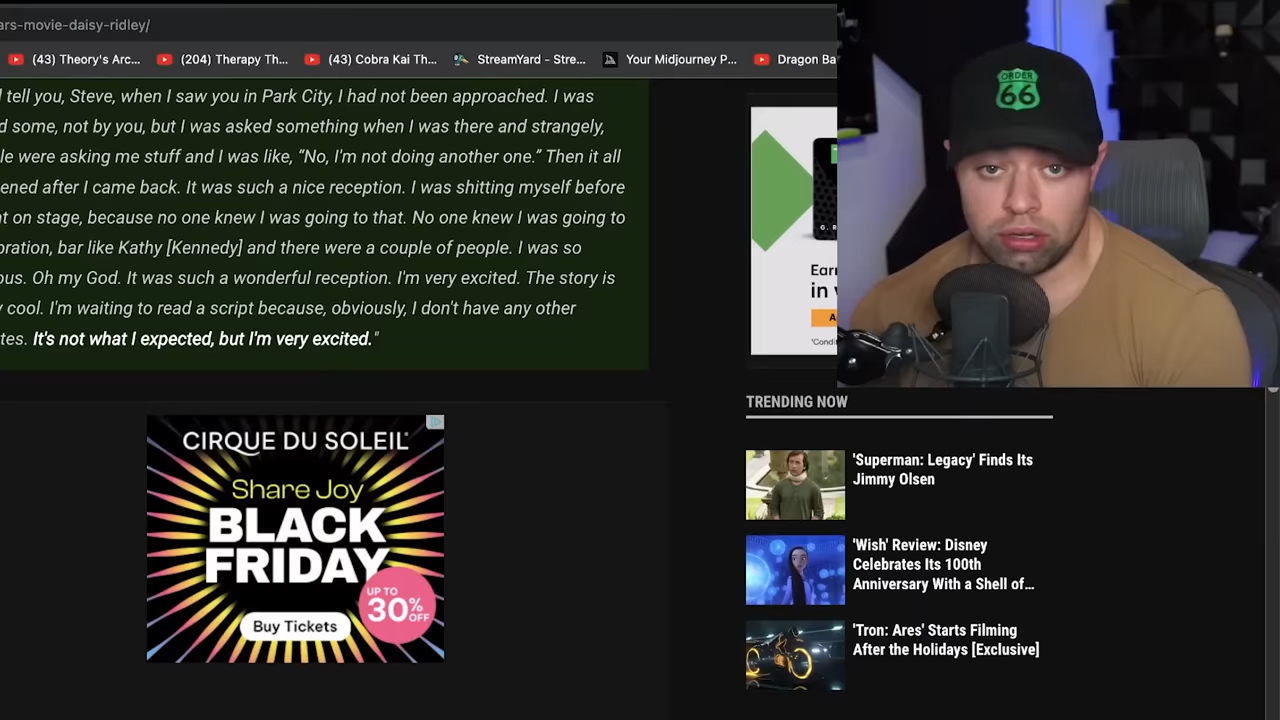 ars-movie-daisy-ridley/
(43) Theory's Arc...
(204) Therapy Th...
(43) Cobra Kai Th...
StreamYard - Stre...
Your Midjourney P...
Dragon Ba
tell you, Steve, when I saw you in Park City, I had not been approached. I was
some, not by you, but I was asked something when I was there and strangely,
le were asking me stuff and I was like, “No, I'm not doing another one.” Then it all
ened after I came back. It was such a nice reception. I was shitting myself before
nt on stage, because no one knew I was going to that. No one knew I was going to
bration, bar like Kathy [Kennedy] and there were a couple of people. I was so
ous. Oh my God. It was such a wonderful reception. I'm very excited. The story is
cool. I'm waiting to read a script because, obviously, I don't have any other
tes. It's not what I expected, but I'm very excited."
Earn
in
*Condi
ORDER
66
CIRQUE DU SOLEIL
Share Joy
BLACK
FRIDAY
UP TO
30%
OFF
Buy Tickets
TRENDING NOW
'Superman: Legacy' Finds Its
Jimmy Olsen
'Wish' Review: Disney
Celebrates Its 100th
Anniversary With a Shell of...
'Tron: Ares' Starts Filming
After the Holidays [Exclusive]